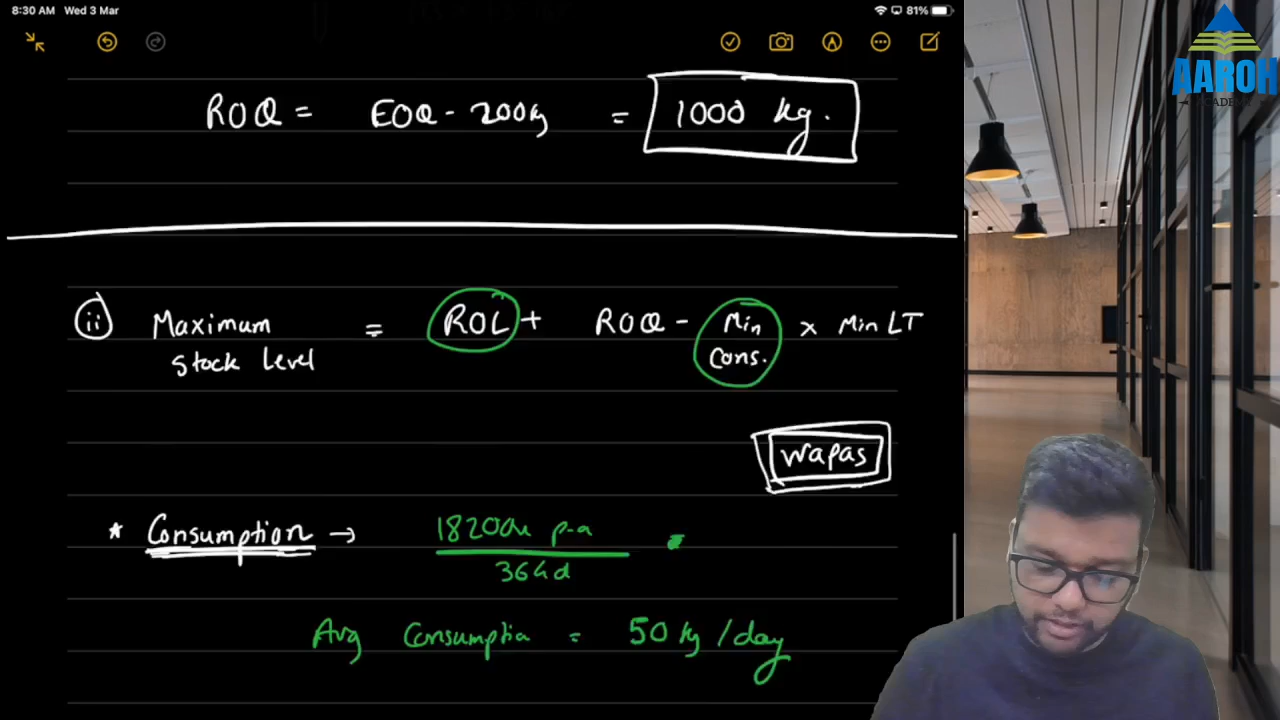 8:30 AM Wed 3 Mar
81%
AAROH
ROQ = EOQ - 200kg = 1000 kg.
ii Maximum Stock Level = ROL + ROQ - Min Cons. x Min LT
wapas
* Consumption → 18200 p.a
364d
Avg Consumption = 50 kg /day